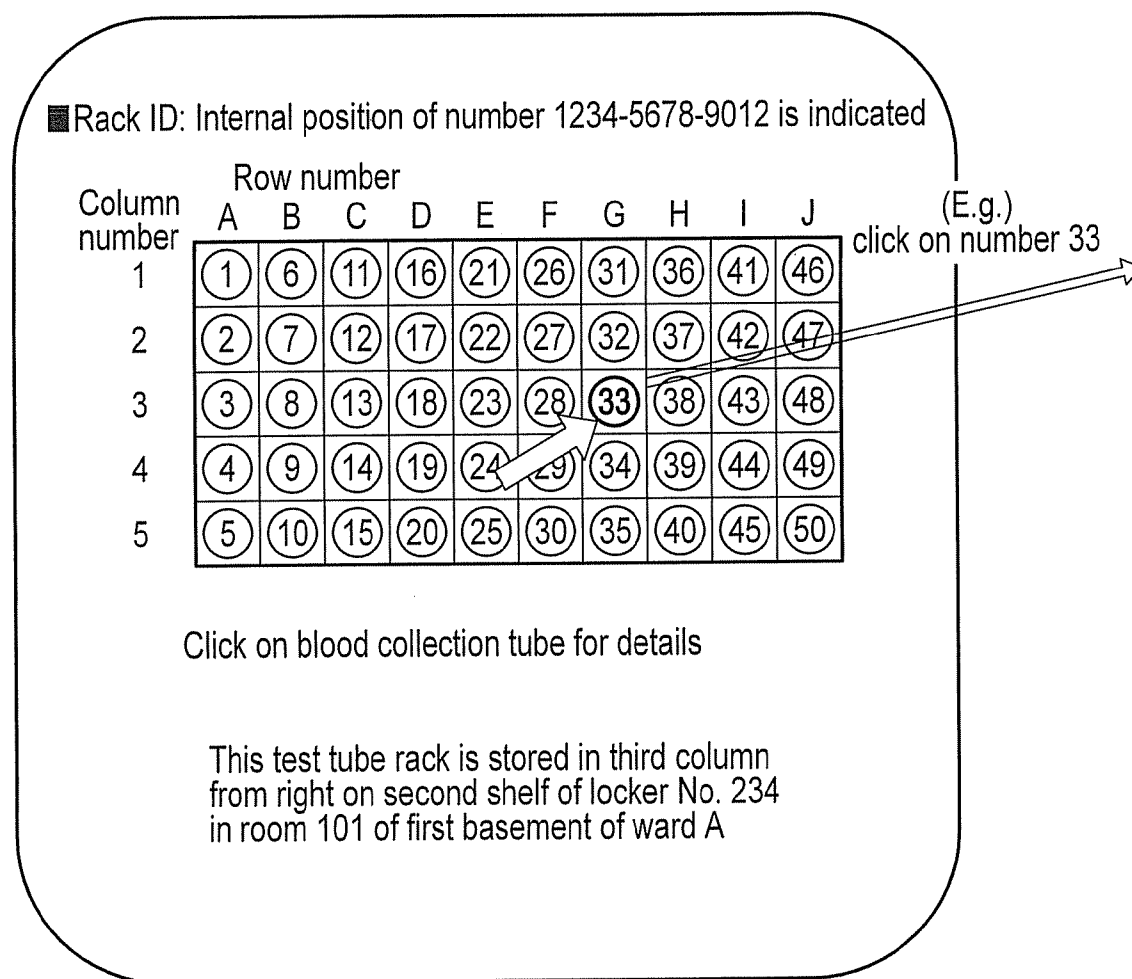 ■Rack ID: Internal position of number 1234-5678-9012 is indicated
Row number
Column
number
A B C D E F G H I J
1 1 6 11 16 21 26 31 36 41 46
2 2 7 12 17 22 27 32 37 42 47
3 3 8 13 18 23 28 33 38 43 48
4 4 9 14 19 24 29 34 39 44 49
5 5 10 15 20 25 30 35 40 45 50
(E.g.)
click on number 33
Click on blood collection tube for details
This test tube rack is stored in third column
from right on second shelf of locker No. 234
in room 101 of first basement of ward A